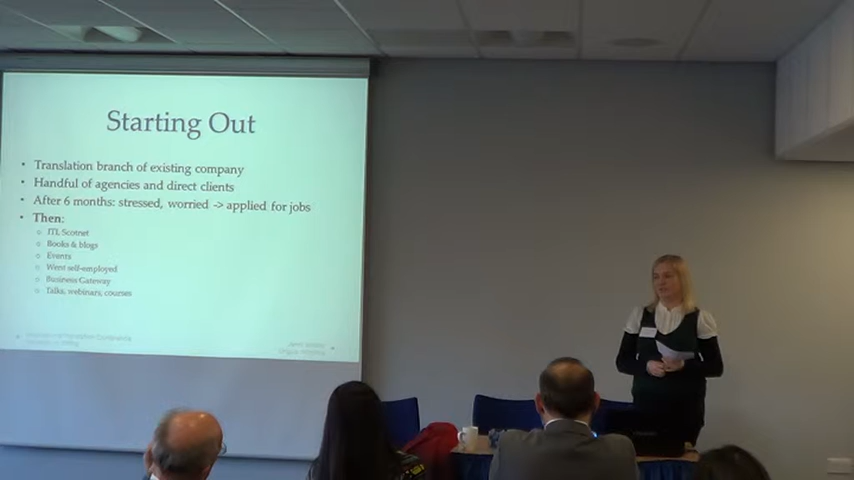 Starting Out
• Translation branch of existing company
• Handful of agencies and direct clients
• After 6 months: stressed, worried -> applied for jobs
• Then:
○ ITI, Scotnet
○ Books & blogs
○ Events
○ Went self-employed
○ Business Gateway
○ Talks, webinars, courses